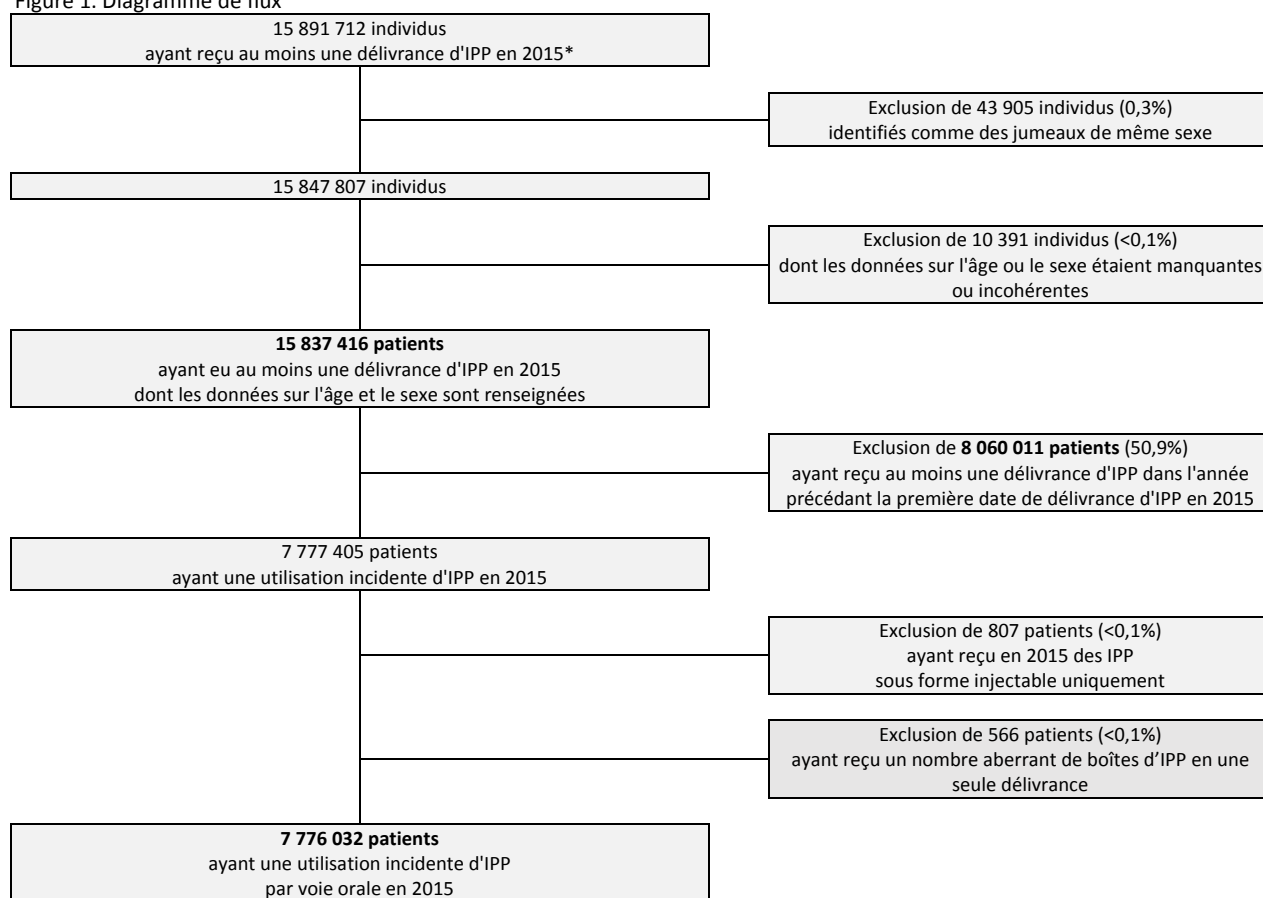 Figure 1. Diagramme de flux
15 891 712 individus
ayant reçu au moins une délivrance d'IPP en 2015*
Exclusion de 43 905 individus (0,3%)
identifiés comme des jumeaux de même sexe
15 847 807 individus
Exclusion de 10 391 individus (<0,1%)
dont les données sur l'âge ou le sexe étaient manquantes
ou incohérentes
15 837 416 patients
ayant eu au moins une délivrance d'IPP en 2015
dont les données sur l'âge et le sexe sont renseignées
Exclusion de 8 060 011 patients (50,9%)
ayant reçu au moins une délivrance d'IPP dans l'année
précédant la première date de délivrance d'IPP en 2015
7 777 405 patients
ayant une utilisation incidente d'IPP en 2015
Exclusion de 807 patients (<0,1%)
ayant reçu en 2015 des IPP
sous forme injectable uniquement
Exclusion de 566 patients (<0,1%)
ayant reçu un nombre aberrant de boîtes d’IPP en une
seule délivrance
7 776 032 patients
ayant une utilisation incidente d'IPP
par voie orale en 2015